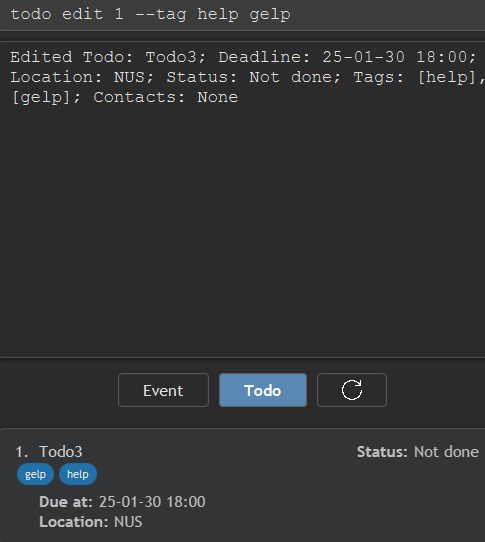 todo edit 1 --tag help gelp
Edited Todo: Todo3; Deadline: 25-01-30 18:00;
Location: NUS; Status: Not done; Tags: [help],
[gelp]; Contacts: None
Event Todo
1. Todo3 Status: Not done
gelp help
Due at: 25-01-30 18:00
Location: NUS